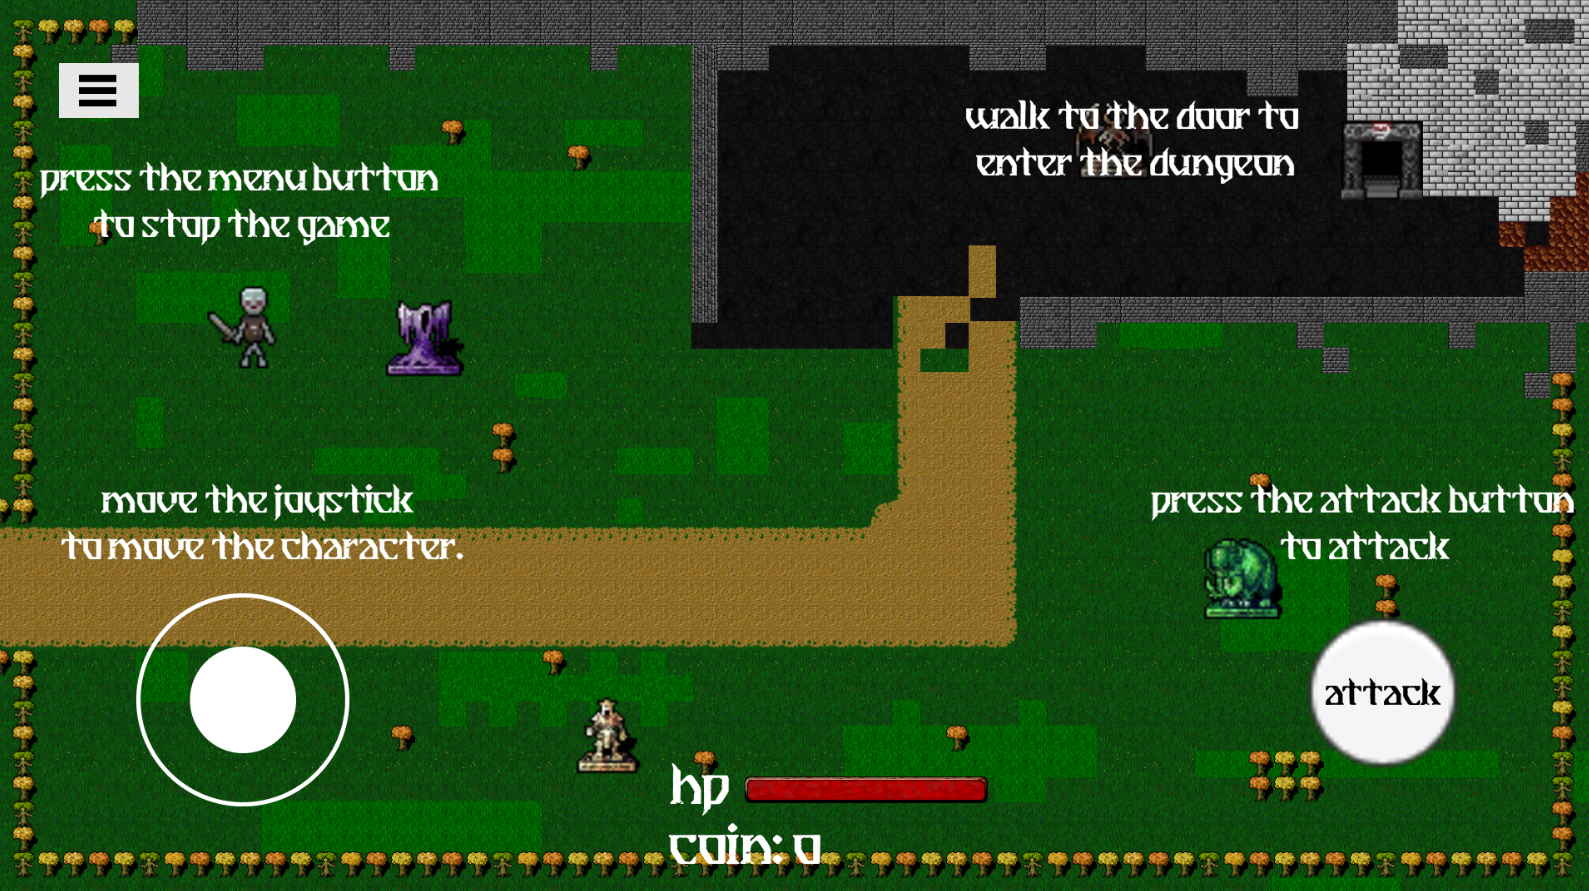 walk to the door to
enter the dungeon
press the menu button
to stop the game
move the joystick
to move the character.
press the attack button
to attack
attack
hp
coin: 0